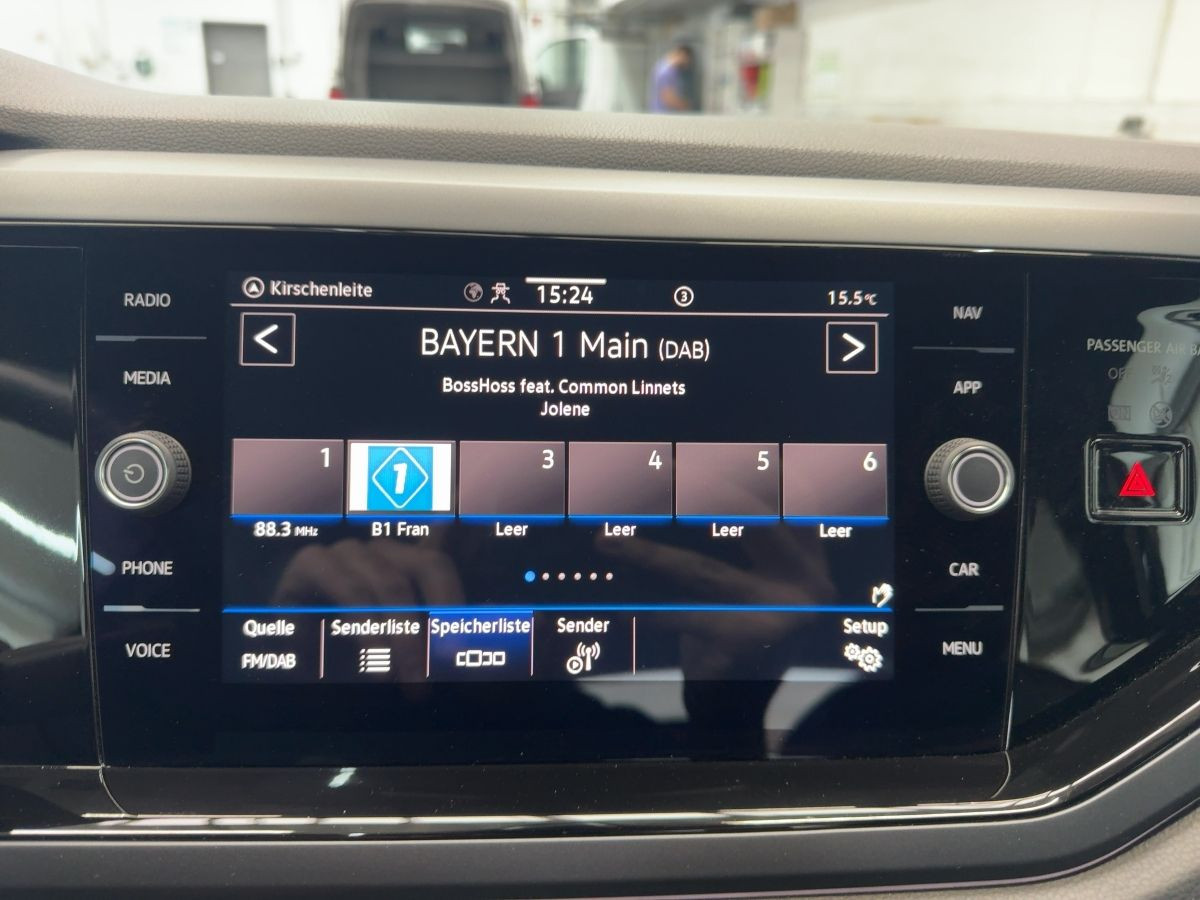 RADIO
MEDIA
PHONE
VOICE
Kirschenleite
15:24
3
15.5°C
<
BAYERN 1 Main (DAB)
>
BossHoss feat. Common Linnets
Jolene
1
1
3
4
5
6
88.3 MHz
B1 Fran
Leer
Leer
Leer
Leer
Quelle
FM/DAB
Senderliste
Speicherliste
Sender
Setup
NAV
APP
CAR
MENU
PASSENGER AIR
ON